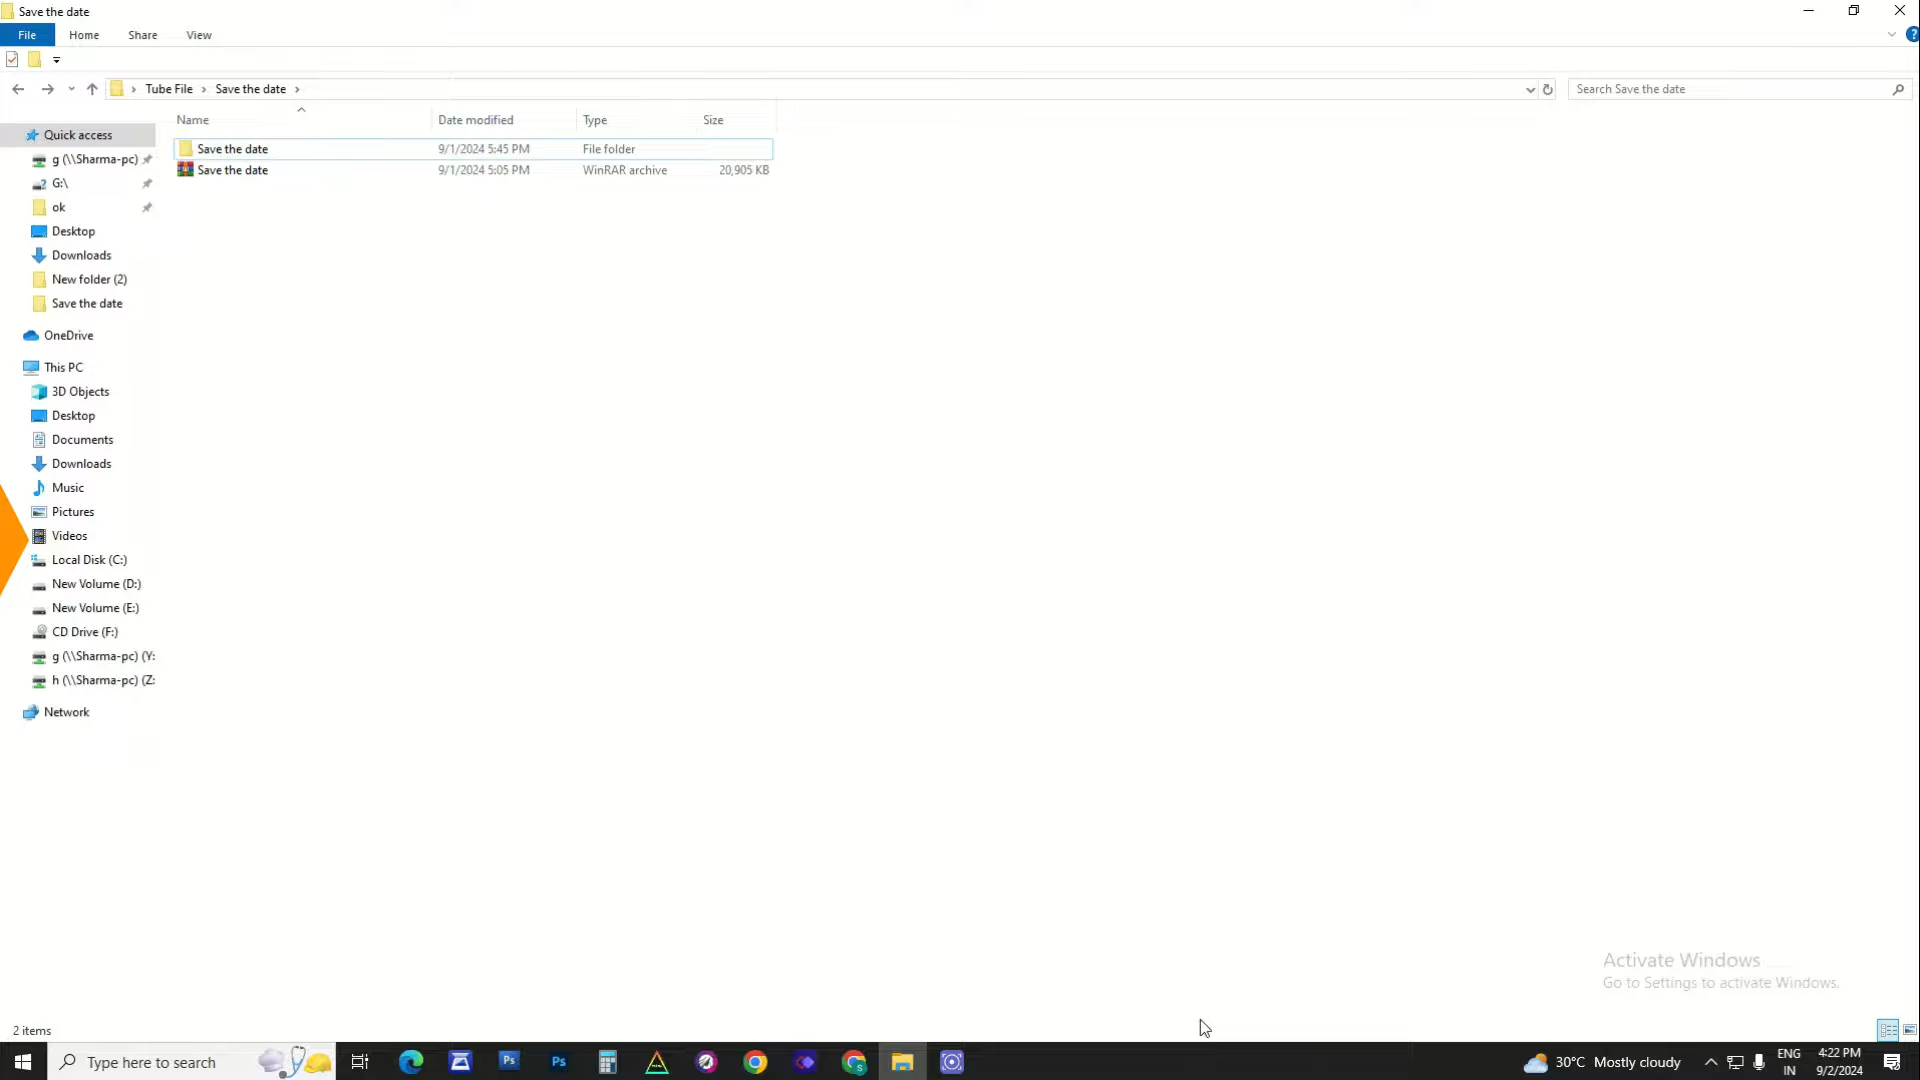 Save the date
File Home Share View
?
Tube File Save the date
Search Save the date
Name Date modified Type Size
Save the date 9/1/2024 5:45 PM File folder
Save the date 9/1/2024 5:05 PM WinRAR archive 20,905 KB
Quick access
g (\\Sharma-pc)
G:\
ok
Desktop
Downloads
New folder (2)
Save the date
OneDrive
This PC
3D Objects
Desktop
Documents
Downloads
Music
Pictures
Videos
Local Disk (C:)
New Volume (D:)
New Volume (E:)
CD Drive (F:)
g (\\Sharma-pc) (Y:
h (\\Sharma-pc) (Z:
Network
Activate Windows
Go to Settings to activate Windows.
2 items
Type here to search
Ps
Ps
S
30°C Mostly cloudy
ENG
IN
4:22 PM
9/2/2024